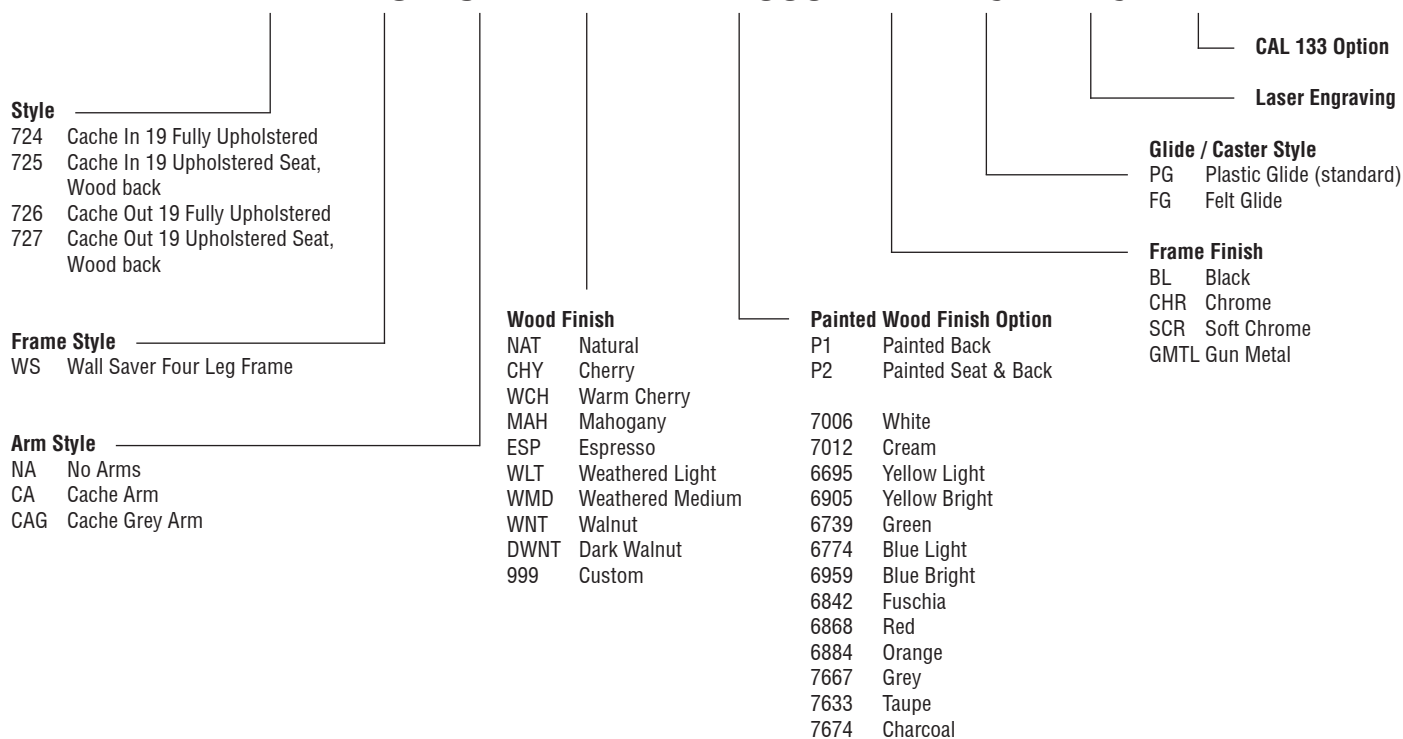 CAL 133 Option
Laser Engraving
Style
724 Cache In 19 Fully Upholstered
725 Cache In 19 Upholstered Seat,
Wood back
726 Cache Out 19 Fully Upholstered
727 Cache Out 19 Upholstered Seat,
Wood back
Glide / Caster Style
PG Plastic Glide (standard)
FG Felt Glide
Frame Finish
BL Black
CHR Chrome
SCR Soft Chrome
GMTL Gun Metal
Frame Style
WS Wall Saver Four Leg Frame
Arm Style
NA No Arms
CA Cache Arm
CAG Cache Grey Arm
Wood Finish
NAT Natural
CHY Cherry
WCH Warm Cherry
MAH Mahogany
ESP Espresso
WLT Weathered Light
WMD Weathered Medium
WNT Walnut
DWNT Dark Walnut
999 Custom
Painted Wood Finish Option
P1 Painted Back
P2 Painted Seat & Back
7006 White
7012 Cream
6695 Yellow Light
6905 Yellow Bright
6739 Green
6774 Blue Light
6959 Blue Bright
6842 Fuschia
6868 Red
6884 Orange
7667 Grey
7633 Taupe
7674 Charcoal